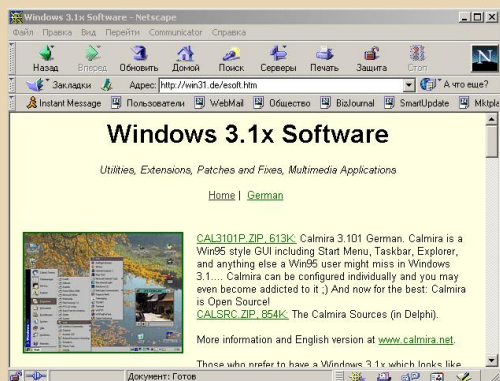 Windows 3.1x Software - Netscape
Файл Правка Вид Перейти Communicator Справка
Назад Вперед Обновить Домой Поиск Серверы Печать Защита Стоп
Закладки Адрес: http://win31.de/esoft.htm А что еще?
Instant Message Пользователи WebMail Общество BizJournal SmartUpdate Mktpla
Windows 3.1x Software
Utilities, Extensions, Patches and Fixes, Multimedia Applications
Home | German
CAL3101P.ZIP, 613K: Calmira 3.101 German. Calmira is a
Win95 style GUI including Start Menu, Taskbar, Explorer,
and anything else a Win95 user might miss in Windows
3.1.... Calmira can be configured individually and you may
even become addicted to it ;) And now for the best: Calmira
is Open Source!
CALSRC.ZIP, 854K: The Calmira Sources (in Delphi).
More information and English version at www.calmira.net.
Those who prefer to have a Windows 3.1x which looks like
Документ: Готов